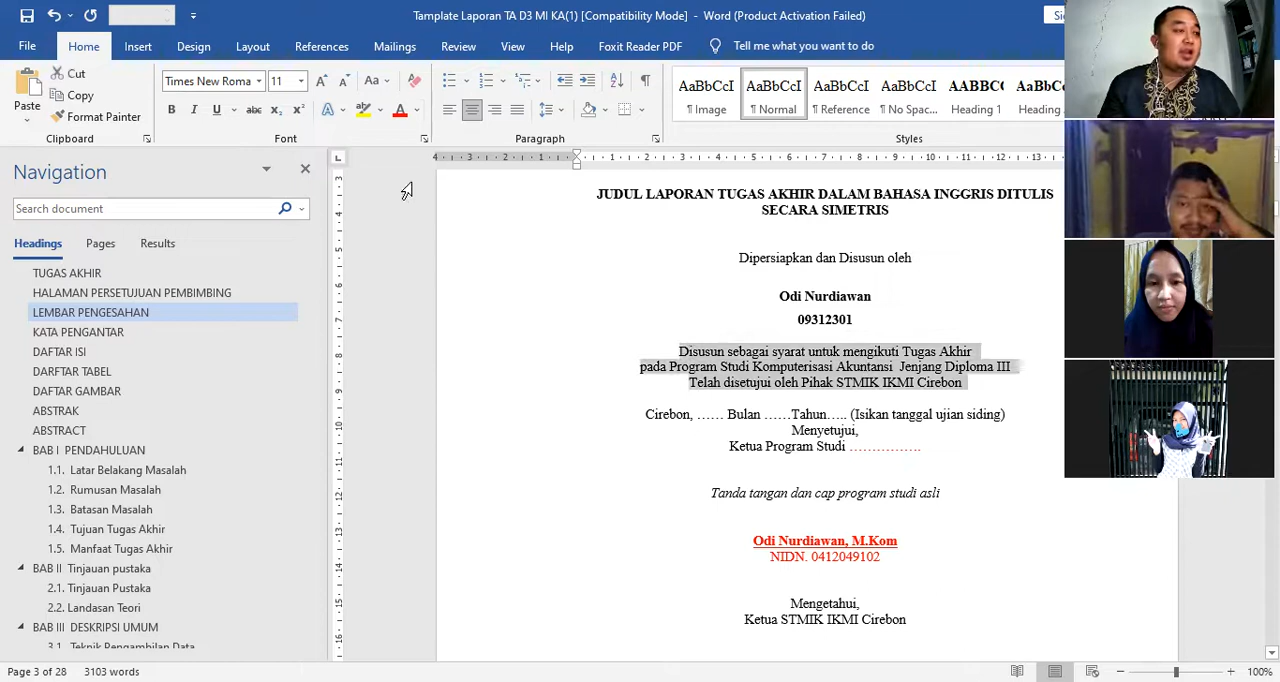 Tamplate Laporan TA D3 MI KA(1) [Compatibility Mode] - Word (Product Activation Failed)
File Home Insert Design Layout References Mailings Review View Help Foxit Reader PDF Tell me what you want to do
Paste
Cut
Copy
Format Painter
Clipboard
Times New Roma 11
Font
Paragraph
AaBbCcI AaBbCcI AaBbCcI AaBbCcI AABBCC AaBbC
¶ Image ¶ Normal ¶ Reference ¶ No Spac... Heading 1 Heading
Styles
Navigation
Search document
Headings Pages Results
TUGAS AKHIR
HALAMAN PERSETUJUAN PEMBIMBING
LEMBAR PENGESAHAN
KATA PENGANTAR
DAFTAR ISI
DARFTAR TABEL
DAFTAR GAMBAR
ABSTRAK
ABSTRACT
BAB I PENDAHULUAN
1.1. Latar Belakang Masalah
1.2. Rumusan Masalah
1.3. Batasan Masalah
1.4. Tujuan Tugas Akhir
1.5. Manfaat Tugas Akhir
BAB II Tinjauan pustaka
2.1. Tinjauan Pustaka
2.2. Landasan Teori
BAB III DESKRIPSI UMUM
3.1. Teknik Pengambilan Data
JUDUL LAPORAN TUGAS AKHIR DALAM BAHASA INGGRIS DITULIS
SECARA SIMETRIS
Dipersiapkan dan Disusun oleh
Odi Nurdiawan
09312301
Disusun sebagai syarat untuk mengikuti Tugas Akhir
pada Program Studi Komputerisasi Akuntansi Jenjang Diploma III
Telah disetujui oleh Pihak STMIK IKMI Cirebon
Cirebon, …… Bulan ……Tahun….. (Isikan tanggal ujian siding)
Menyetujui,
Ketua Program Studi …………….
Tanda tangan dan cap program studi asli
Odi Nurdiawan, M.Kom
NIDN. 0412049102
Mengetahui,
Ketua STMIK IKMI Cirebon
Page 3 of 28 3103 words
100%